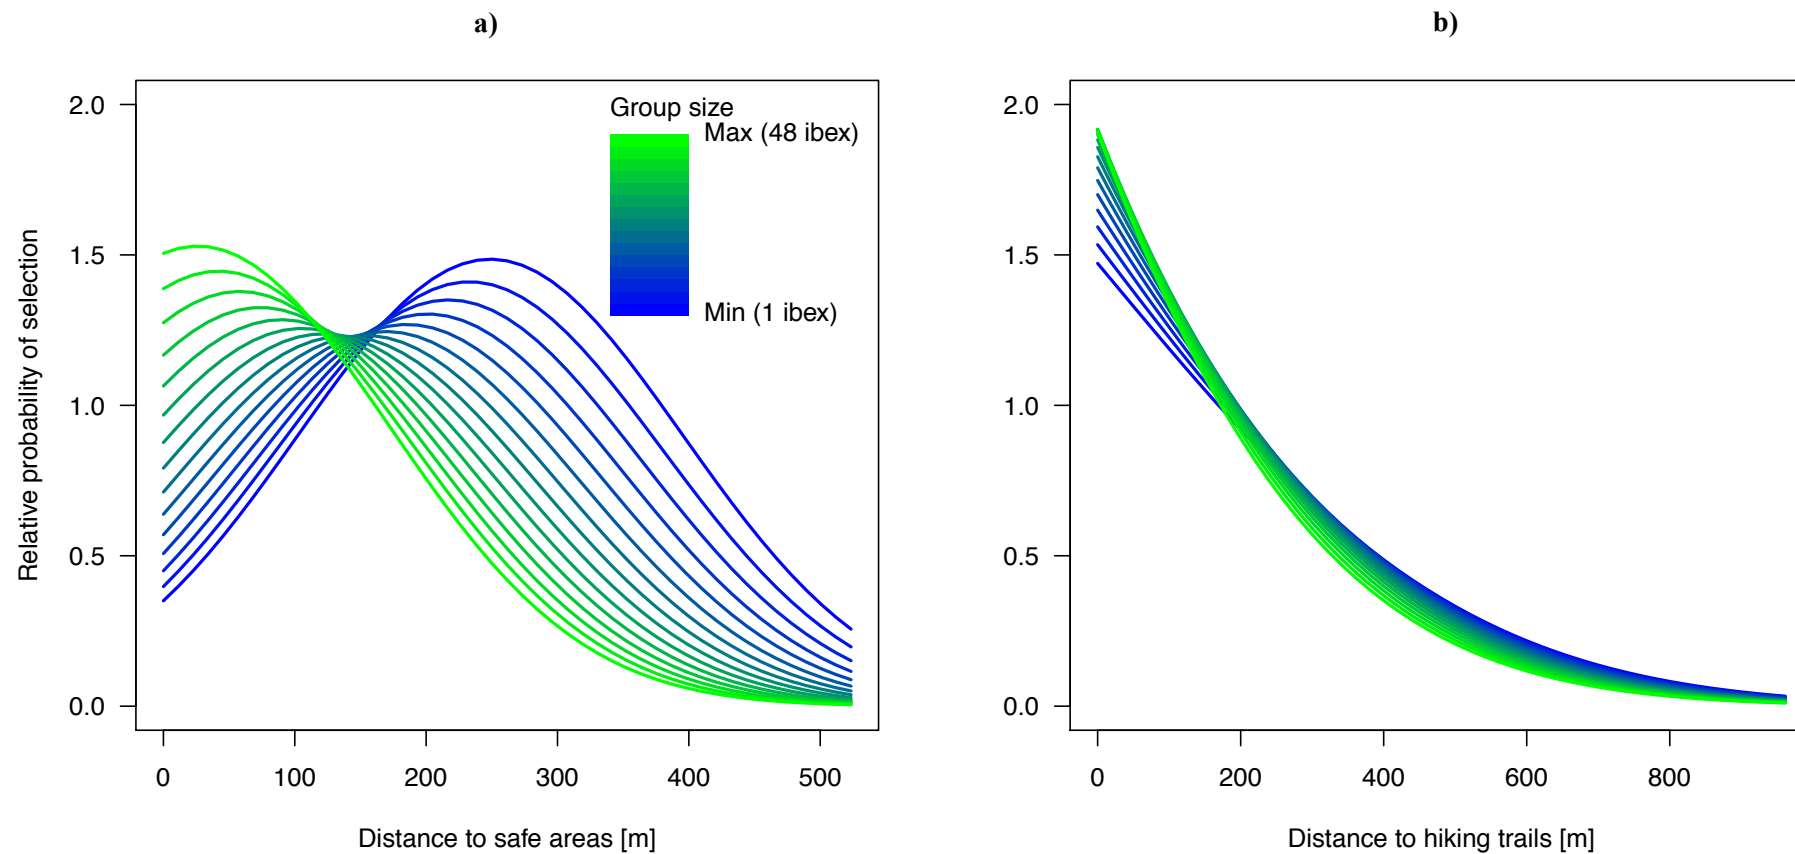 a)
2.0
1.5
1.0
0.5
0.0
Relative probability of selection
Group size
Max (48 ibex)
Min (1 ibex)
0 100 200 300 400 500
Distance to safe areas [m]
b)
2.0
1.5
1.0
0.5
0.0
0 200 400 600 800
Distance to hiking trails [m]